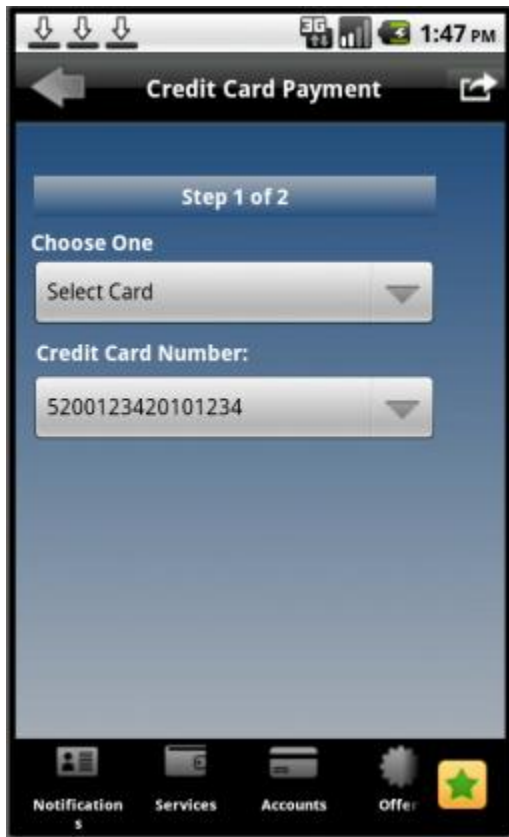 3G
1:47 PM
Credit Card Payment
Step 1 of 2
Choose One
Select Card
Credit Card Number:
5200123420101234
Notification
s
Services
Accounts
Offer